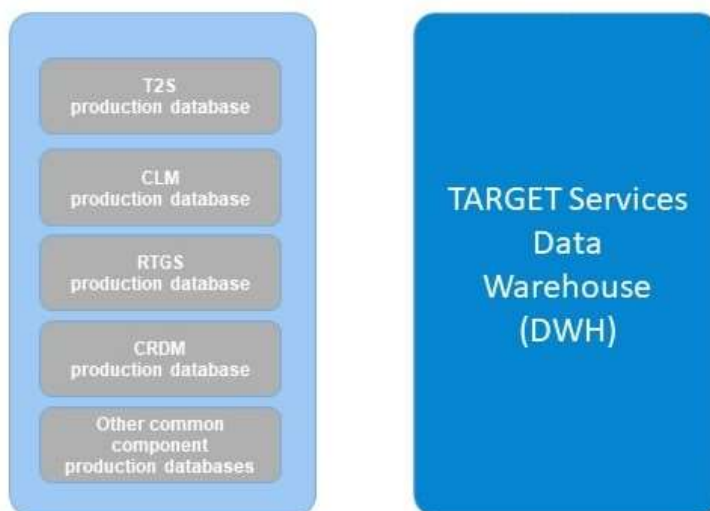 T2S
production database
CLM
production database
RTGS
production database
CRDM
production database
Other common
component
production databases
TARGET Services
Data
Warehouse
(DWH)